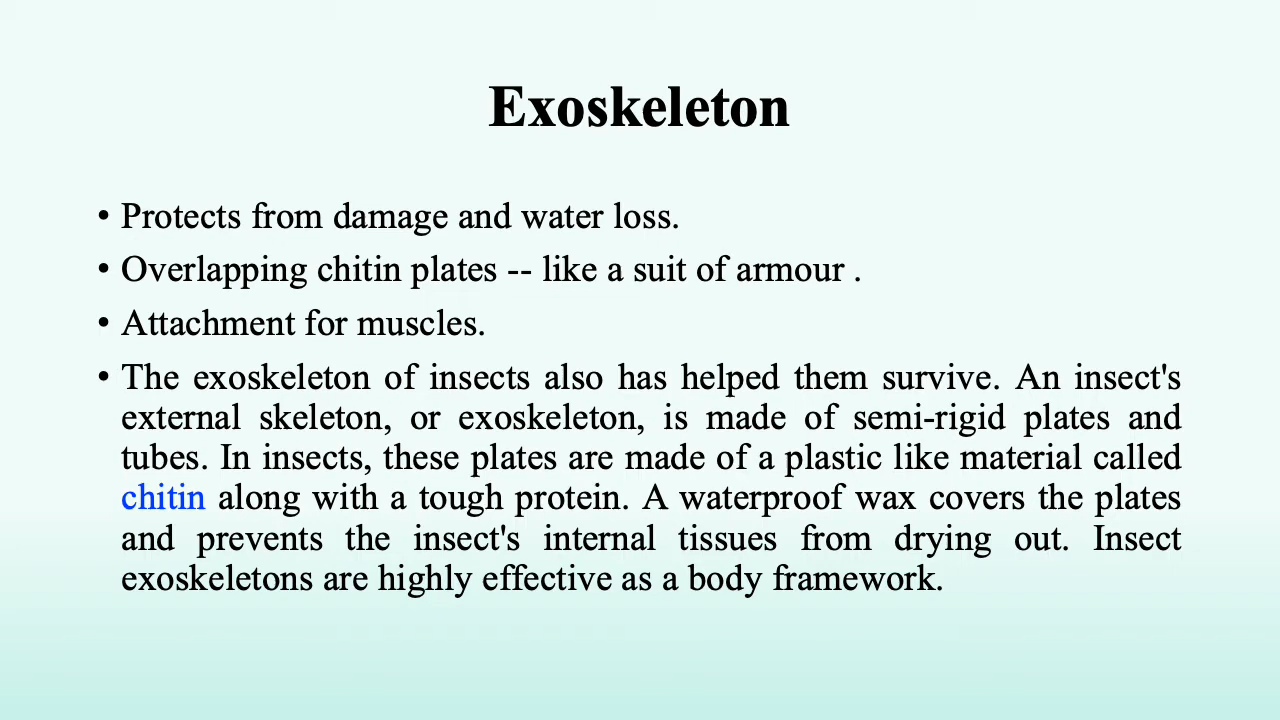 Exoskeleton
• Protects from damage and water loss.
• Overlapping chitin plates -- like a suit of armour .
• Attachment for muscles.
• The exoskeleton of insects also has helped them survive. An insect's
external skeleton, or exoskeleton, is made of semi-rigid plates and
tubes. In insects, these plates are made of a plastic like material called
chitin along with a tough protein. A waterproof wax covers the plates
and prevents the insect's internal tissues from drying out. Insect
exoskeletons are highly effective as a body framework.